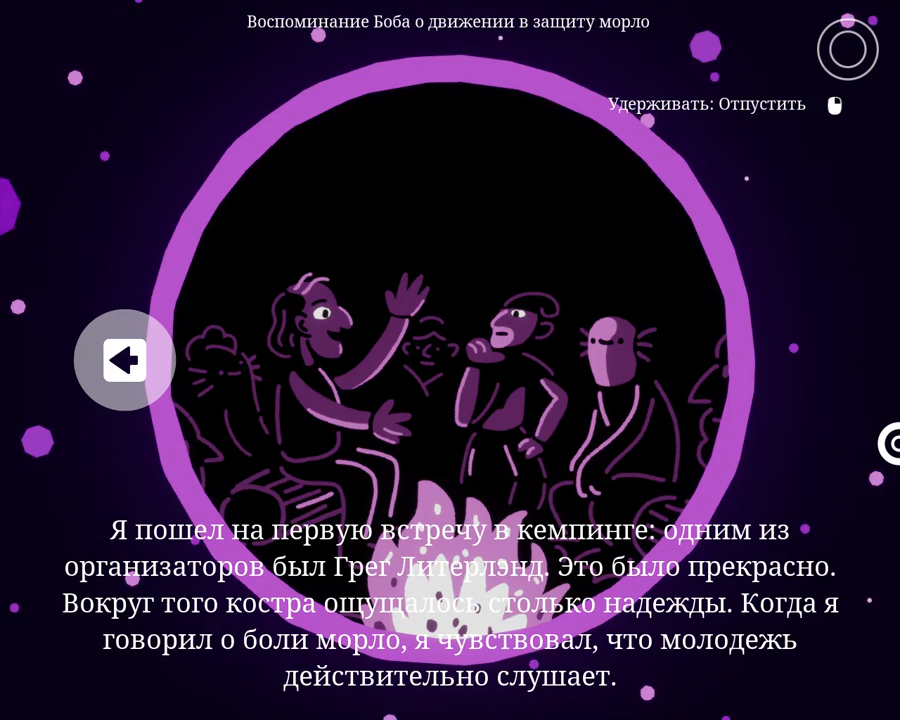 Воспоминание Боба о движении в защиту морло
Удерживать: Отпустить
Я пошел на первую встречу в кемпинге: одним из
организаторов был Грег Литерлэнд. Это было прекрасно.
Вокруг того костра ощущалось столько надежды. Когда я
говорил о боли морло, я чувствовал, что молодежь
действительно слушает.